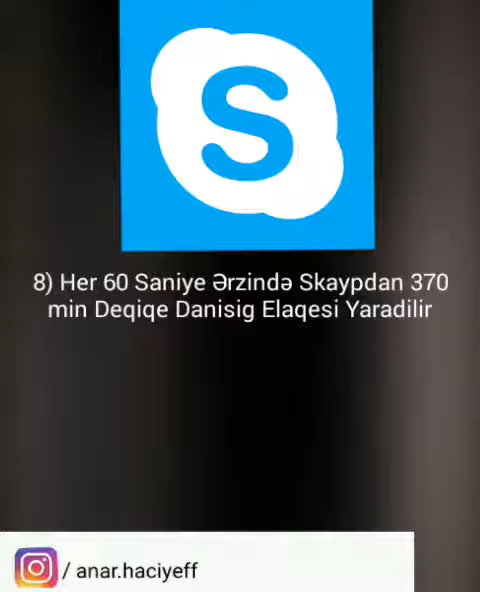 S
8) Her 60 Saniye Ərzində Skaypdan 370
min Deqiqe Danisig Elaqesi Yaradilir
/ anar.haciyeff